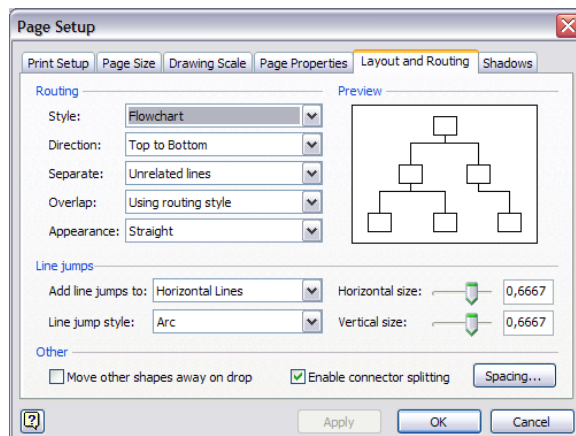 Page Setup
Print Setup Page Size Drawing Scale Page Properties Layout and Routing Shadows
Routing
Style: Flowchart
Direction: Top to Bottom
Separate: Unrelated lines
Overlap: Using routing style
Appearance: Straight
Preview
Line jumps
Add line jumps to: Horizontal Lines Horizontal size: 0,6667
Line jump style: Arc Vertical size: 0,6667
Other
Move other shapes away on drop Enable connector splitting Spacing...
? Apply OK Cancel